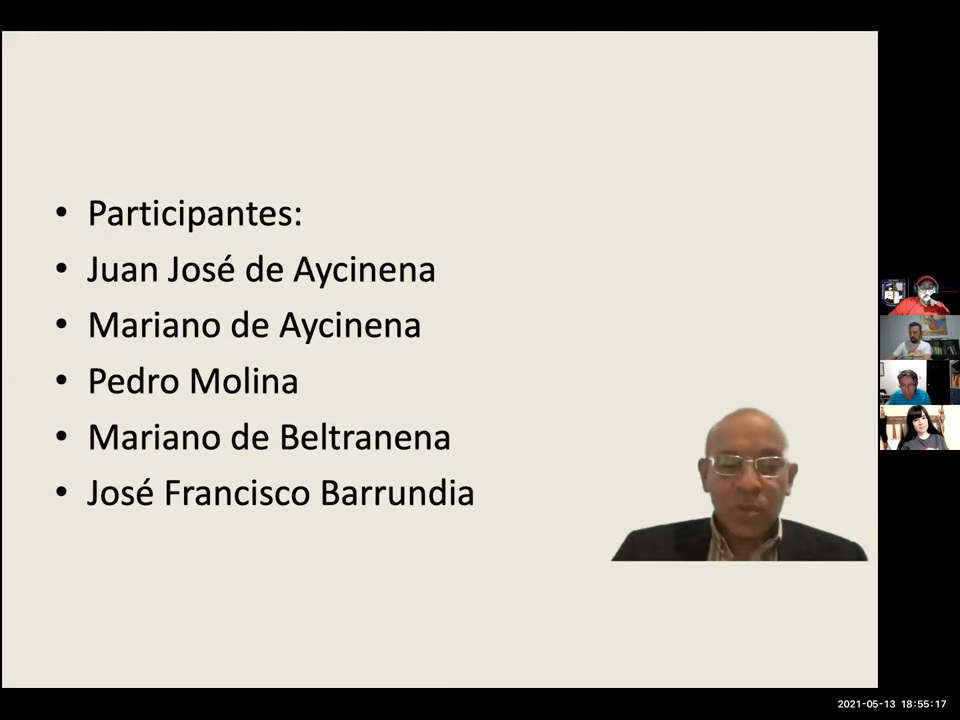 • Participantes:
• Juan José de Aycinena
• Mariano de Aycinena
• Pedro Molina
• Mariano de Beltranena
• José Francisco Barrundia
2021-05-13 18:55:17